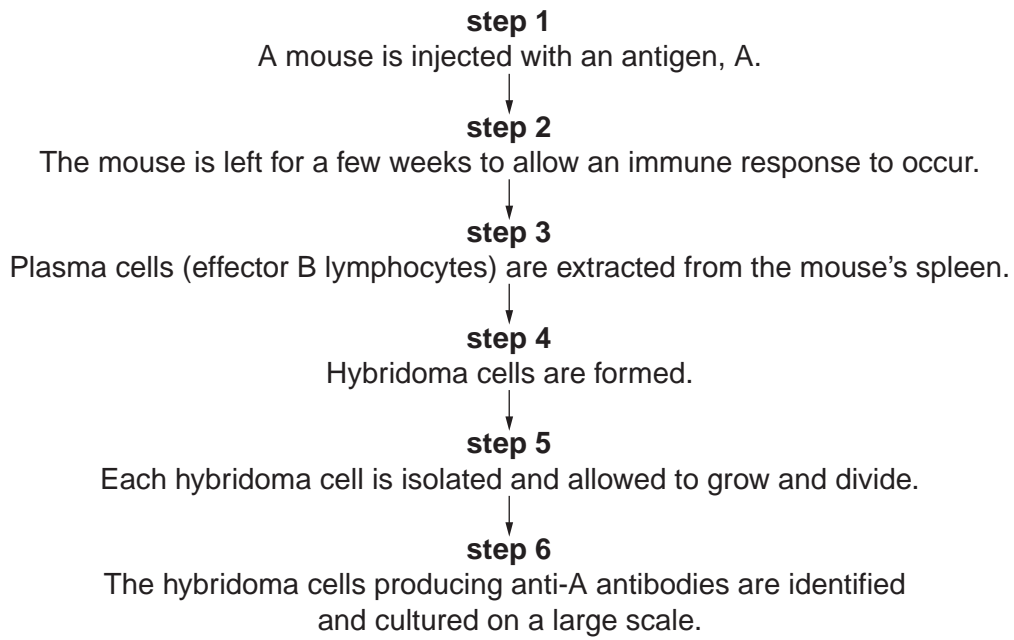 step 1
A mouse is injected with an antigen, A.
step 2
The mouse is left for a few weeks to allow an immune response to occur.
step 3
Plasma cells (effector B lymphocytes) are extracted from the mouse’s spleen.
step 4
Hybridoma cells are formed.
step 5
Each hybridoma cell is isolated and allowed to grow and divide.
step 6
The hybridoma cells producing anti-A antibodies are identified
and cultured on a large scale.